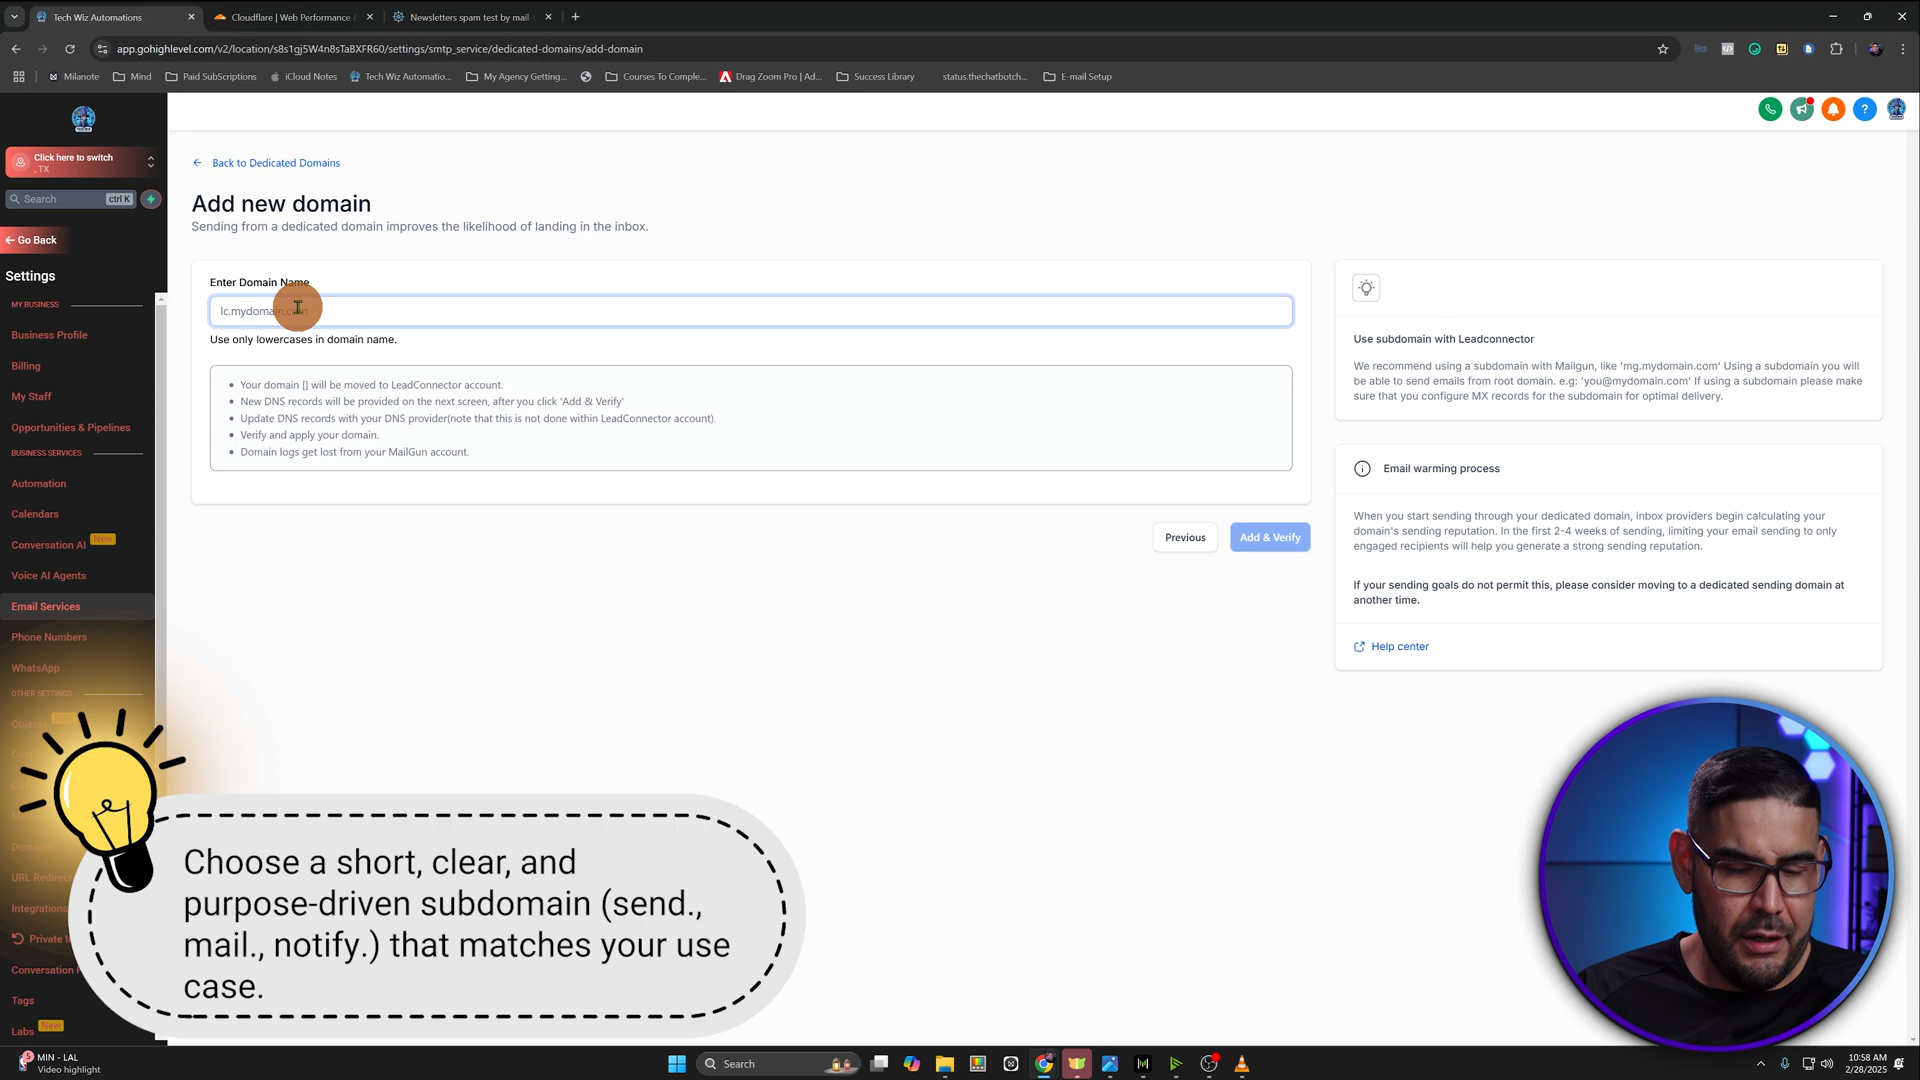 Tech Wiz Automations
Cloudflare | Web Performance
Newsletters spam test by mail-
app.gohighlevel.com/v2/location/s8s1gj5W4n8sTaBXFR60/settings/smtp_service/dedicated-domains/add-domain
Milanote
Mind
Paid SubScriptions
iCloud Notes
Tech Wiz Automatio...
My Agency Getting...
Courses To Comple...
Drag Zoom Pro | Ad...
Success Library
status.thechatbotch...
E-mail Setup
Click here to switch
, TX
Search
ctrl K
Go Back
Settings
MY BUSINESS
Business Profile
Billing
My Staff
Opportunities & Pipelines
BUSINESS SERVICES
Automation
Calendars
Conversation AI New
Voice AI Agents
Email Services
Phone Numbers
WhatsApp
OTHER SETTINGS
URL Redirect
Integrations
Private
Conversation
Tags
Labs New
Back to Dedicated Domains
Add new domain
Sending from a dedicated domain improves the likelihood of landing in the inbox.
Enter Domain Name
lc.mydomain.com
Use only lowercases in domain name.
• Your domain [] will be moved to LeadConnector account.
• New DNS records will be provided on the next screen, after you click 'Add & Verify'
• Update DNS records with your DNS provider(note that this is not done within LeadConnector account).
• Verify and apply your domain.
• Domain logs get lost from your MailGun account.
Previous
Add & Verify
Use subdomain with Leadconnector
We recommend using a subdomain with Mailgun, like 'mg.mydomain.com' Using a subdomain you will
be able to send emails from root domain. e.g: 'you@mydomain.com' If using a subdomain please make
sure that you configure MX records for the subdomain for optimal delivery.
Email warming process
When you start sending through your dedicated domain, inbox providers begin calculating your
domain's sending reputation. In the first 2-4 weeks of sending, limiting your email sending to only
engaged recipients will help you generate a strong sending reputation.
If your sending goals do not permit this, please consider moving to a dedicated sending domain at
another time.
Help center
Choose a short, clear, and
purpose-driven subdomain (send.,
mail., notify.) that matches your use
case.
5
MIN - LAL
Video highlight
Search
10:58 AM
2/28/2025